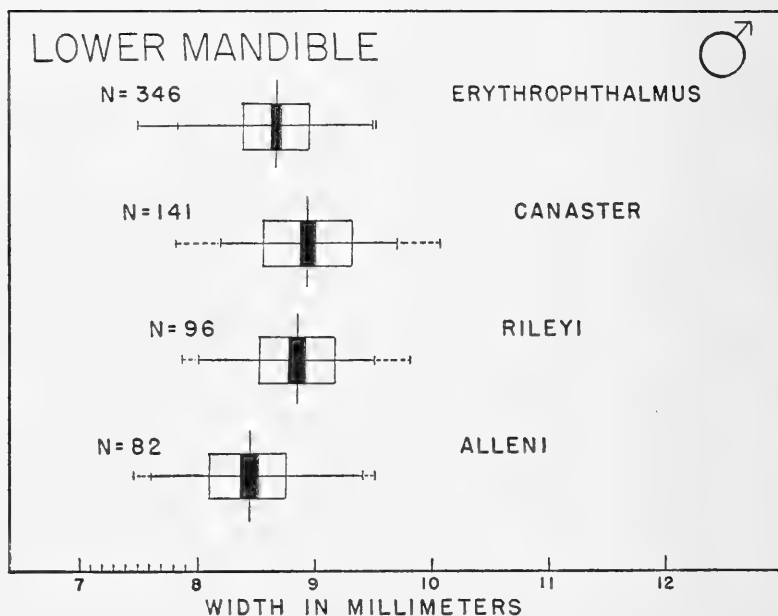 LOWER MANDIBLE ♂
N=346 ERYTHROPHTHALMUS
N=141 CANASTER
N=96 RILEYI
N=82 ALLENI
7 8 9 10 11 12
WIDTH IN MILLIMETERS